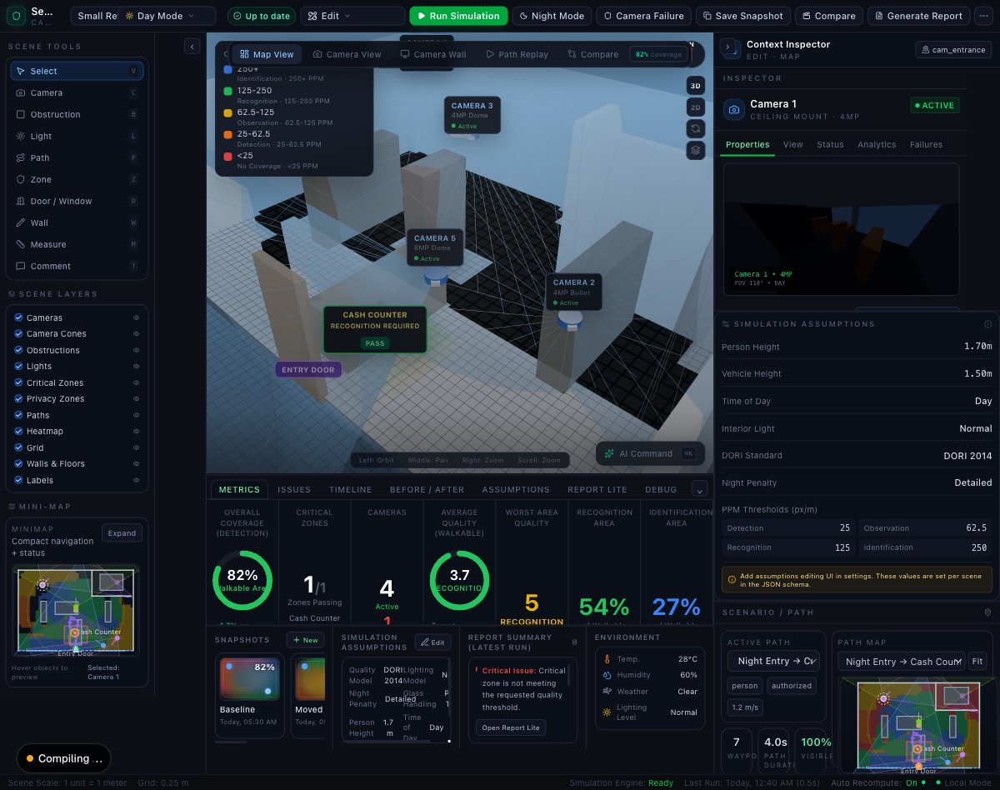 Se...
CA...
Small Re
Day Mode
Up to date
Edit
Run Simulation
Night Mode
Camera Failure
Save Snapshot
Compare
Generate Report
SCENE TOOLS
Select V
Camera C
Obstruction B
Light L
Path P
Zone Z
Door / Window D
Wall W
Measure M
Comment T
SCENE LAYERS
Cameras
Camera Cones
Obstructions
Lights
Critical Zones
Privacy Zones
Paths
Heatmap
Grid
Walls & Floors
Labels
MINI-MAP
MINIMAP
Compact navigation
+ status
Expand
Cash Counter
Entry Door
Hover objects to
preview
Selected:
Camera 1
Compiling ...
Map View
Camera View
Camera Wall
Path Replay
Compare
82% coverage
N
250+
Identification · 250+ PPM
125-250
Recognition · 125-250 PPM
62.5-125
Observation · 62.5-125 PPM
25-62.5
Detection · 25-62.5 PPM
<25
No Coverage · <25 PPM
3D
2D
CAMERA 3
4MP Dome
Active
CAMERA 5
8MP Dome
Active
CAMERA 2
4MP Bullet
Active
CASH COUNTER
RECOGNITION REQUIRED
PASS
ENTRY DOOR
Left: Orbit · Middle: Pan · Right: Zoom · Scroll: Zoom
AI Command ⌘K
METRICS
ISSUES
TIMELINE
BEFORE / AFTER
ASSUMPTIONS
REPORT LITE
DEBUG
OVERALL
COVERAGE
(DETECTION)
82%
Walkable Are
CRITICAL
ZONES
1/1
Zones Passing
Cash Counter
CAMERAS
4
Active
1
AVERAGE
QUALITY
(WALKABLE)
3.7
ECOGNITIO
WORST AREA
QUALITY
5
RECOGNITION
RECOGNITION
AREA
54%
of Walkable
IDENTIFICATION
AREA
27%
of Walkable
SNAPSHOTS
+ New
82%
Baseline
Today, 05:30 AM
Moved
Today, 0
SIMULATION
ASSUMPTIONS
Edit
Quality
Model
DORI
2014
Lighting
Model
N
Night
Penalty
Detailed
Glass
Handling
Person
Height
1.7
m
Time
of
Day
Day
REPORT SUMMARY
(LATEST RUN)
Critical Issue: Critical
zone is not meeting
the requested quality
threshold.
Open Report Lite
ENVIRONMENT
Temp. 28°C
Humidity 60%
Weather Clear
Lighting
Level
Normal
Context Inspector
EDIT · MAP
cam_entrance
INSPECTOR
Camera 1
CEILING MOUNT · 4MP
ACTIVE
Properties
View
Status
Analytics
Failures
Camera 1 • 4MP
FOV 110° • DAY
SIMULATION ASSUMPTIONS
Person Height 1.70m
Vehicle Height 1.50m
Time of Day Day
Interior Light Normal
DORI Standard DORI 2014
Night Penalty Detailed
PPM Thresholds (px/m)
Detection 25
Observation 62.5
Recognition 125
Identification 250
Add assumptions editing UI in settings. These values are set per scene
in the JSON schema.
SCENARIO / PATH
ACTIVE PATH
Night Entry → C
person
authorized
1.2 m/s
7
WAYPO
4.0s
PATH
DURATI
100%
VISIBLE
PATH MAP
Night Entry → Cash Coun
Fit
Cash Counter
Entry Door
Scene Scale: 1 unit = 1 meter
Grid: 0.25 m
Simulation Engine: Ready
Last Run: Today, 12:40 AM (0.5s)
Auto Recompute: On
Local Mode